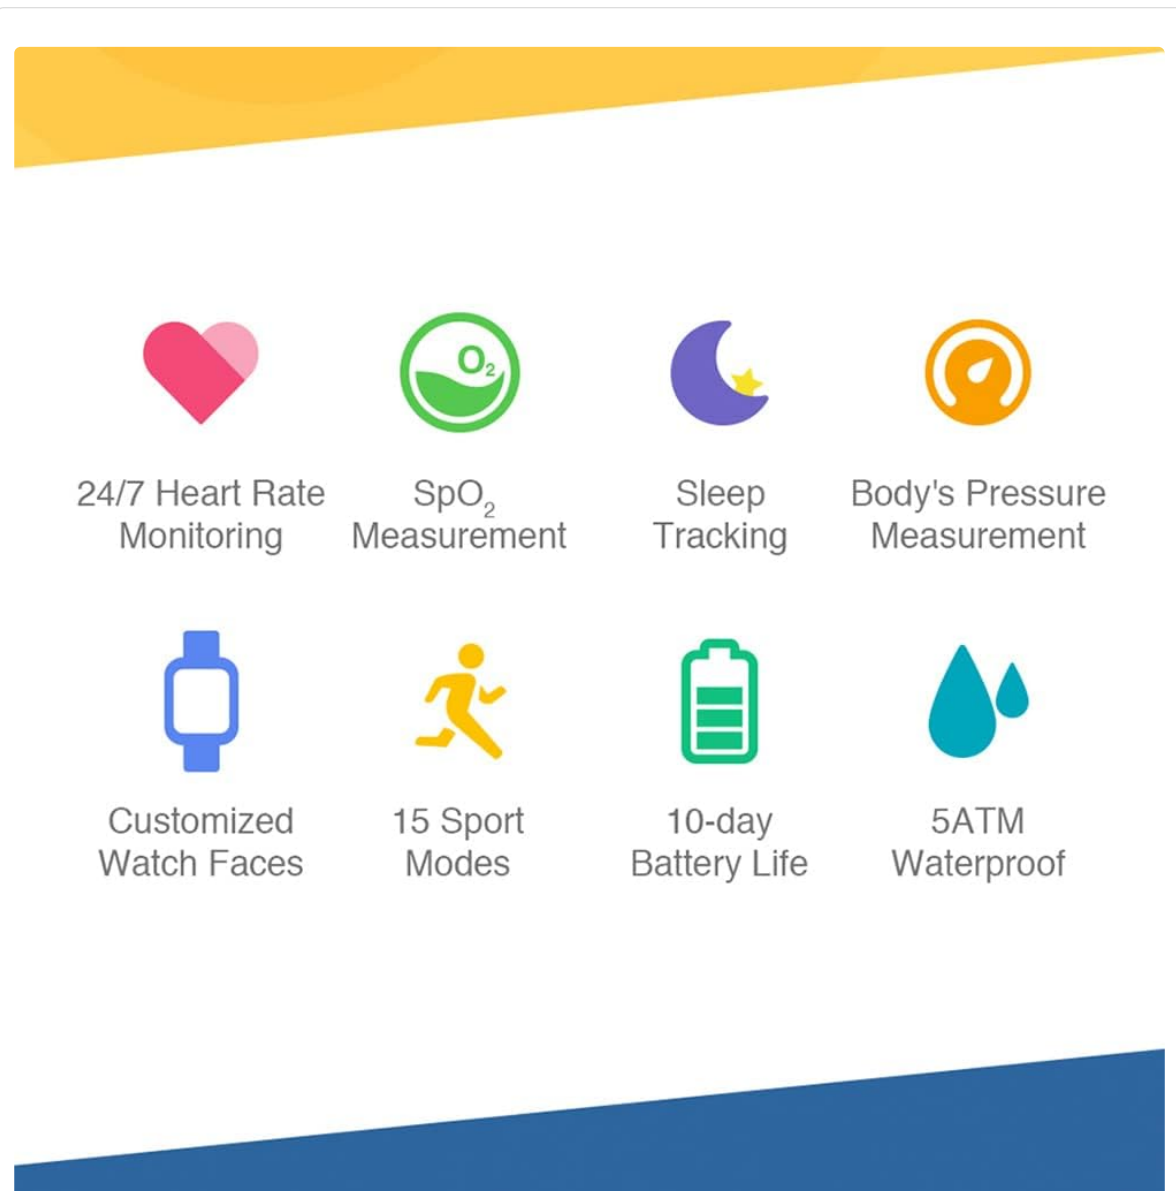 O₂
24/7 Heart Rate
Monitoring
SpO₂
Measurement
Sleep
Tracking
Body's Pressure
Measurement
Customized
Watch Faces
15 Sport
Modes
10-day
Battery Life
5ATM
Waterproof